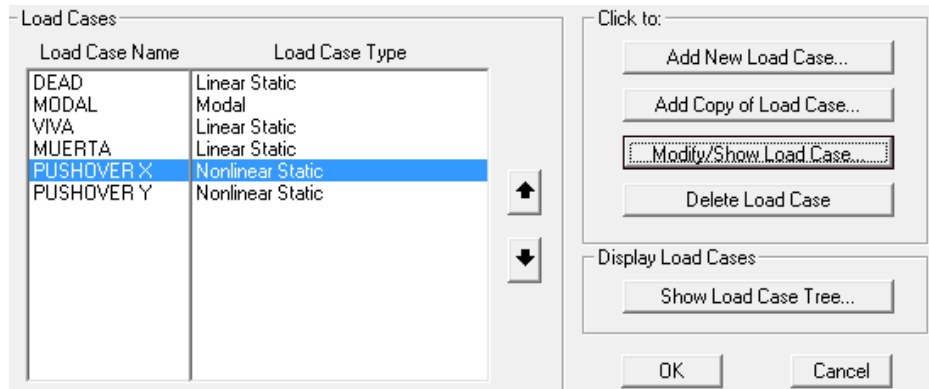 Load Cases
Load Case Name Load Case Type
DEAD Linear Static
MODAL Modal
VIVA Linear Static
MUERTA Linear Static
PUSHOVER X Nonlinear Static
PUSHOVER Y Nonlinear Static
Click to:
Add New Load Case...
Add Copy of Load Case...
Modify/Show Load Case...
Delete Load Case
Display Load Cases
Show Load Case Tree...
OK Cancel